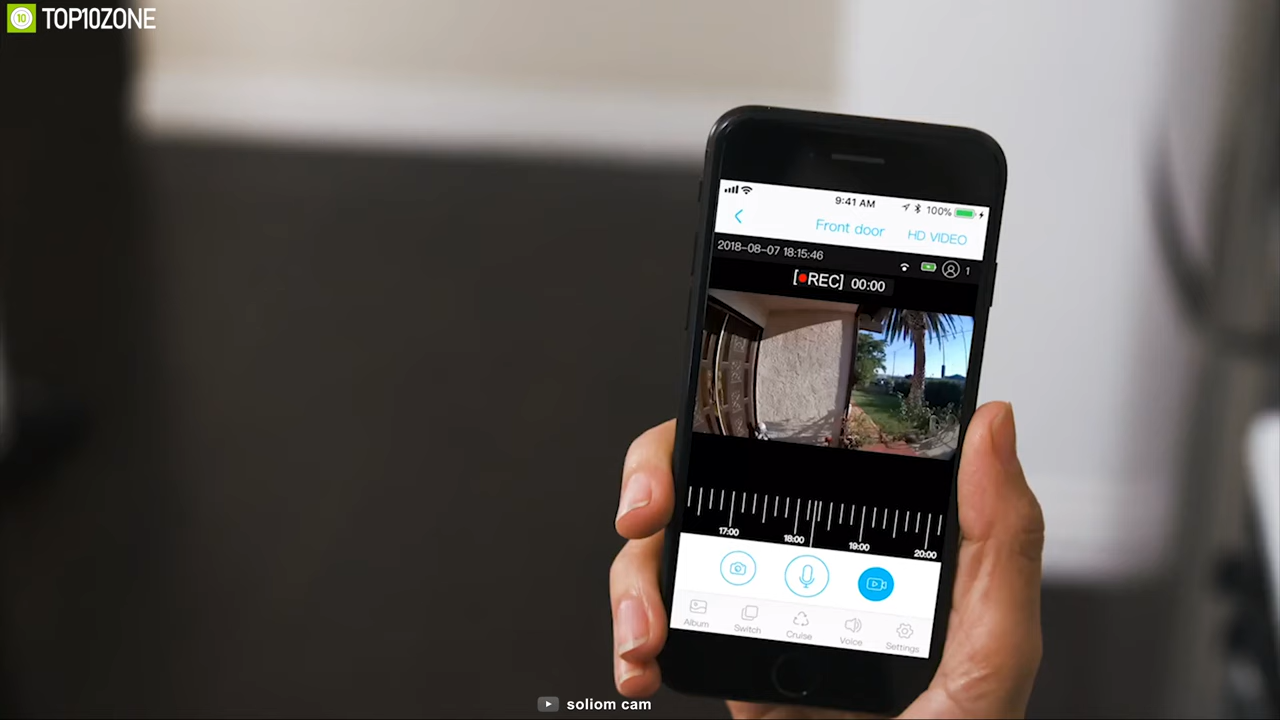 TOP10ZONE
9:41 AM
100%
Front door
HD VIDEO
2018-08-07 18:15:46
1
[●REC] 00:00
17:00 18:00 19:00 20:00
Album Switch Cruise Voice Settings
soliom cam